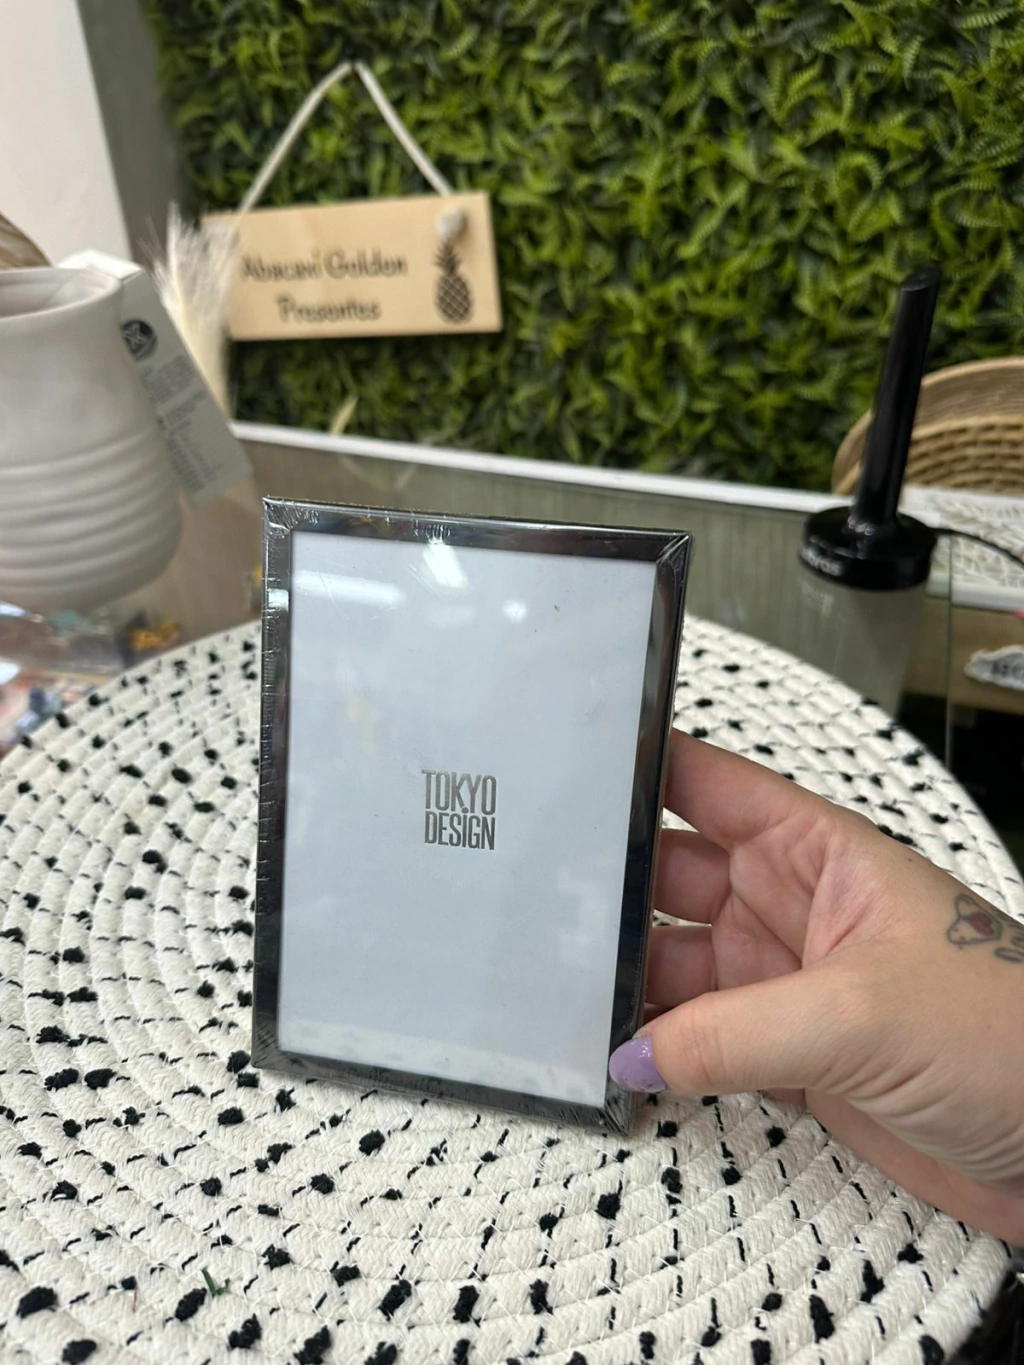 Abacaxi Golden
Presentes
TOKYO
DESIGN